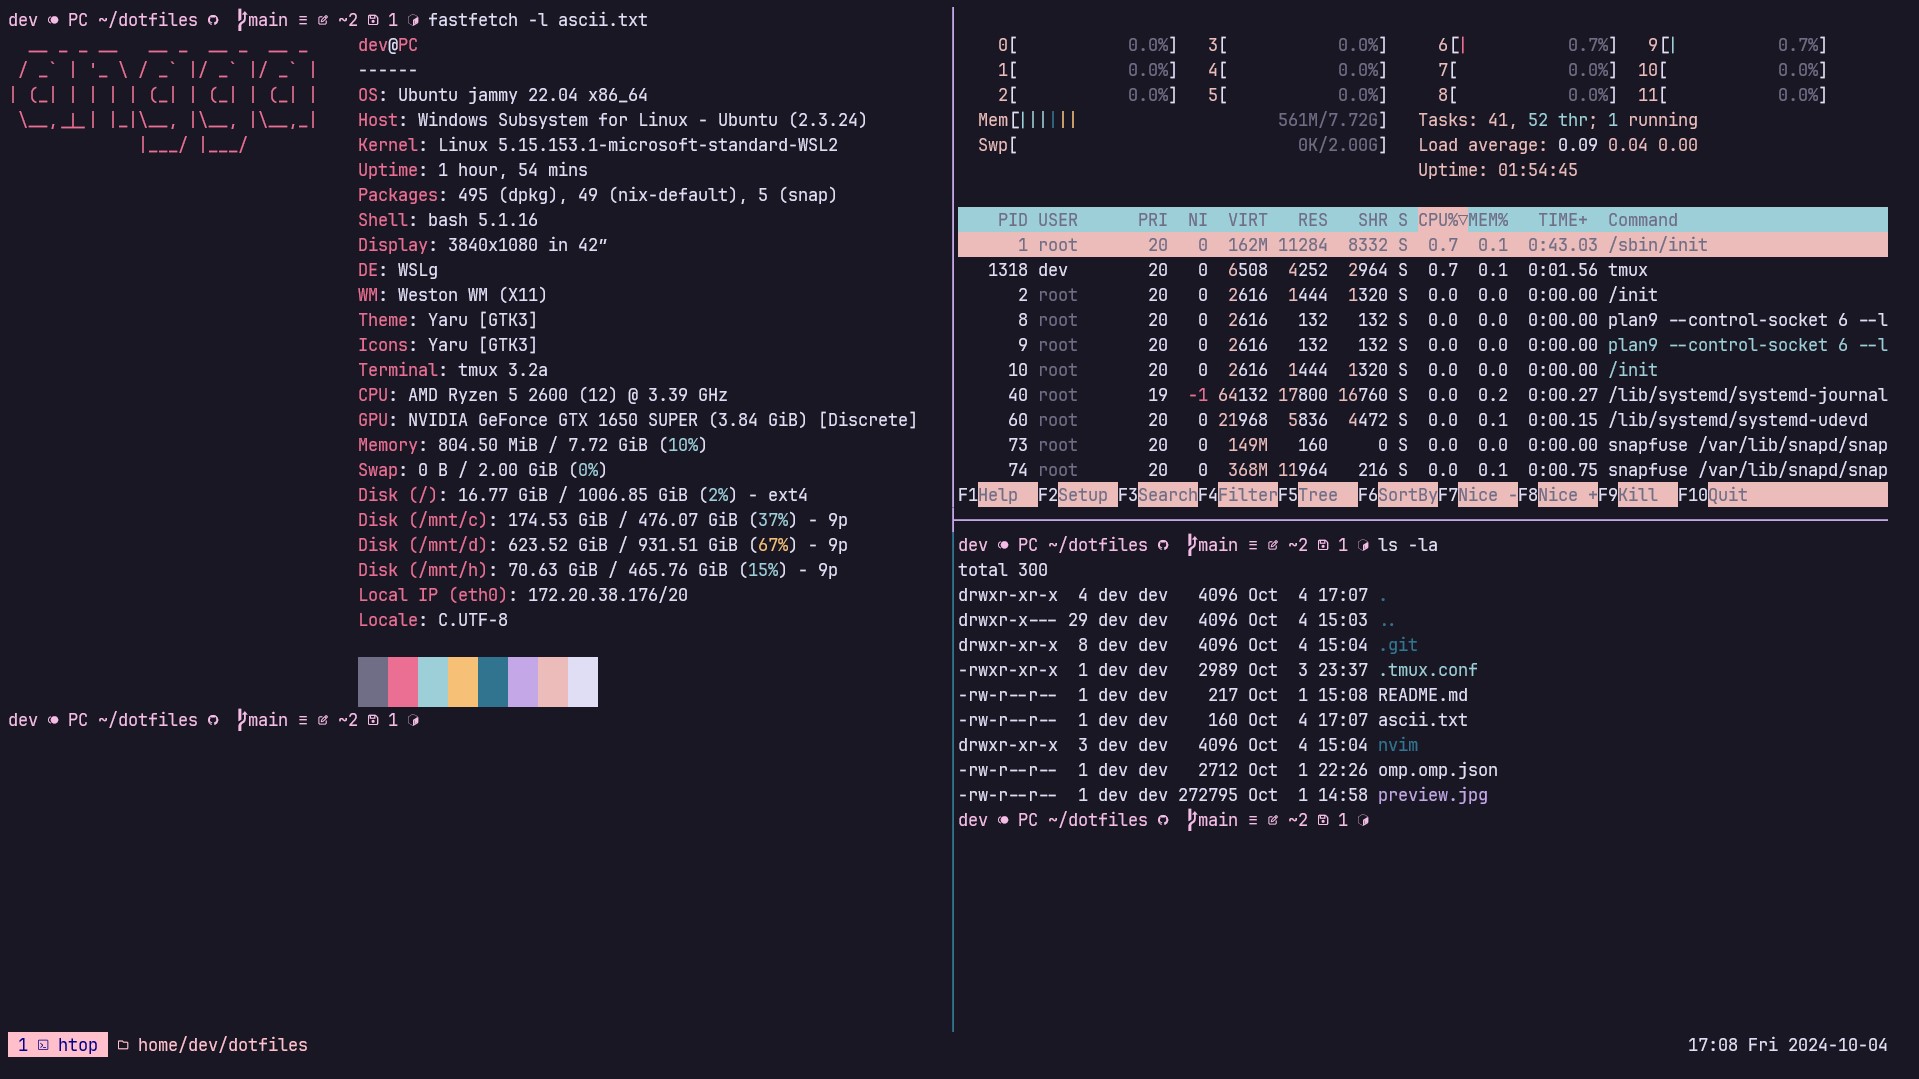 dev PC ~/dotfiles main ≡ ~2 1 fastfetch -l ascii.txt
  __ _ _ __   __ _  __ _  __ _
 / _` | '_ \ / _` |/ _` |/ _` |
| (_| | | | | (_| | (_| | (_| |
 \__,_|_| |_|\__, |\__, |\__,_|
             |___/ |___/
dev@PC
------
OS: Ubuntu jammy 22.04 x86_64
Host: Windows Subsystem for Linux - Ubuntu (2.3.24)
Kernel: Linux 5.15.153.1-microsoft-standard-WSL2
Uptime: 1 hour, 54 mins
Packages: 495 (dpkg), 49 (nix-default), 5 (snap)
Shell: bash 5.1.16
Display: 3840x1080 in 42″
DE: WSLg
WM: Weston WM (X11)
Theme: Yaru [GTK3]
Icons: Yaru [GTK3]
Terminal: tmux 3.2a
CPU: AMD Ryzen 5 2600 (12) @ 3.39 GHz
GPU: NVIDIA GeForce GTX 1650 SUPER (3.84 GiB) [Discrete]
Memory: 804.50 MiB / 7.72 GiB (10%)
Swap: 0 B / 2.00 GiB (0%)
Disk (/): 16.77 GiB / 1006.85 GiB (2%) - ext4
Disk (/mnt/c): 174.53 GiB / 476.07 GiB (37%) - 9p
Disk (/mnt/d): 623.52 GiB / 931.51 GiB (67%) - 9p
Disk (/mnt/h): 70.63 GiB / 465.76 GiB (15%) - 9p
Local IP (eth0): 172.20.38.176/20
Locale: C.UTF-8
dev PC ~/dotfiles main ≡ ~2 1
0[ 0.0%] 3[ 0.0%] 6[| 0.7%] 9[| 0.7%]
1[ 0.0%] 4[ 0.0%] 7[ 0.0%] 10[ 0.0%]
2[ 0.0%] 5[ 0.0%] 8[ 0.0%] 11[ 0.0%]
Mem[|||||| 561M/7.72G] Tasks: 41, 52 thr; 1 running
Swp[ 0K/2.00G] Load average: 0.09 0.04 0.00
Uptime: 01:54:45
PID USER PRI NI VIRT RES SHR S CPU%▽MEM% TIME+ Command
1 root 20 0 162M 11284 8332 S 0.7 0.1 0:43.03 /sbin/init
1318 dev 20 0 6508 4252 2964 S 0.7 0.1 0:01.56 tmux
2 root 20 0 2616 1444 1320 S 0.0 0.0 0:00.00 /init
8 root 20 0 2616 132 132 S 0.0 0.0 0:00.00 plan9 --control-socket 6 --l
9 root 20 0 2616 132 132 S 0.0 0.0 0:00.00 plan9 --control-socket 6 --l
10 root 20 0 2616 1444 1320 S 0.0 0.0 0:00.00 /init
40 root 19 -1 64132 17800 16760 S 0.0 0.2 0:00.27 /lib/systemd/systemd-journal
60 root 20 0 21968 5836 4472 S 0.0 0.1 0:00.15 /lib/systemd/systemd-udevd
73 root 20 0 149M 160 0 S 0.0 0.0 0:00.00 snapfuse /var/lib/snapd/snap
74 root 20 0 368M 11964 216 S 0.0 0.1 0:00.75 snapfuse /var/lib/snapd/snap
F1Help F2Setup F3SearchF4FilterF5Tree F6SortByF7Nice -F8Nice +F9Kill F10Quit
dev PC ~/dotfiles main ≡ ~2 1 ls -la
total 300
drwxr-xr-x 4 dev dev 4096 Oct 4 17:07 .
drwxr-x--- 29 dev dev 4096 Oct 4 15:03 ..
drwxr-xr-x 8 dev dev 4096 Oct 4 15:04 .git
-rwxr-xr-x 1 dev dev 2989 Oct 3 23:37 .tmux.conf
-rw-r--r-- 1 dev dev 217 Oct 1 15:08 README.md
-rw-r--r-- 1 dev dev 160 Oct 4 17:07 ascii.txt
drwxr-xr-x 3 dev dev 4096 Oct 4 15:04 nvim
-rw-r--r-- 1 dev dev 2712 Oct 1 22:26 omp.omp.json
-rw-r--r-- 1 dev dev 272795 Oct 1 14:58 preview.jpg
dev PC ~/dotfiles main ≡ ~2 1
1 htop home/dev/dotfiles
17:08 Fri 2024-10-04